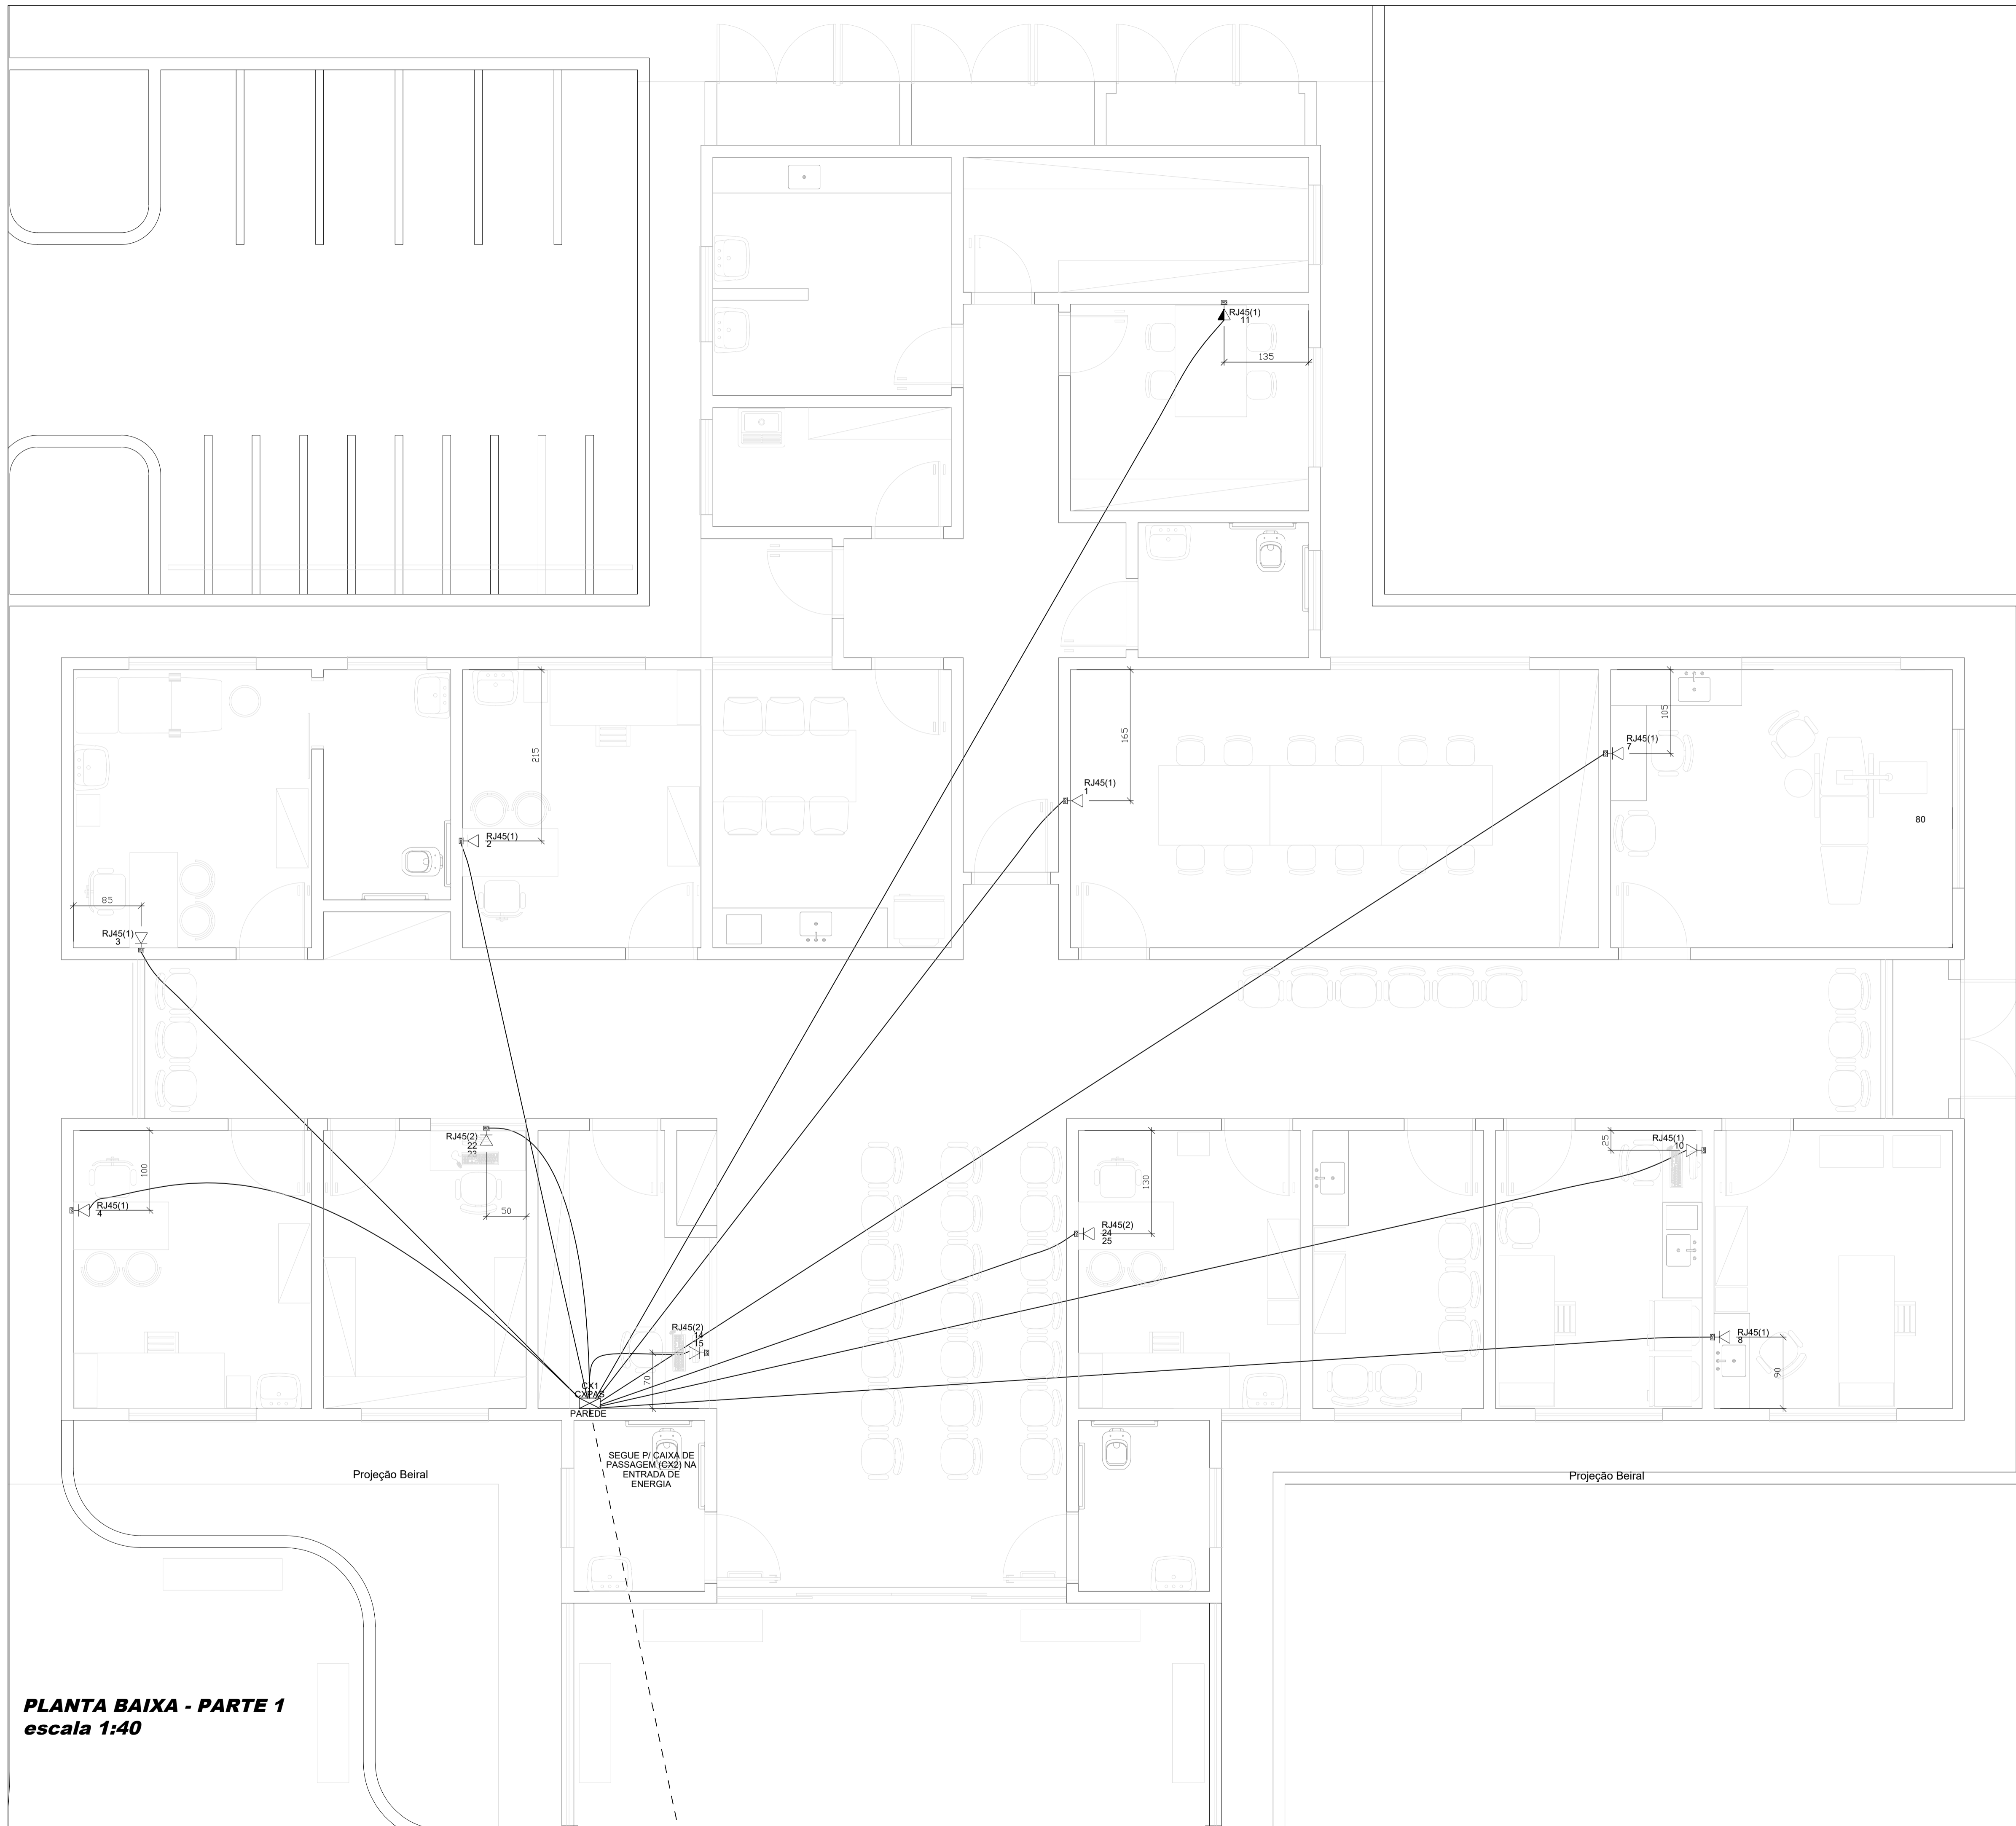 RJ45(1)
11
135
105
RJ45(1)
7
165
RJ45(1)
1
215
RJ45(1)
2
80
85
RJ45(1)
3
RJ45(2)
22
23
50
100
RJ45(1)
4
130
RJ45(2)
24
25
25
RJ45(1)
10
RJ45(2)
14
15
70
RJ45(1)
8
90
CX1
CXPAS
PAREDE
SEGUE P/ CAIXA DE
PASSAGEM (CX2) NA
ENTRADA DE
ENERGIA
Projeção Beiral
Projeção Beiral
PLANTA BAIXA - PARTE 1
escala 1:40